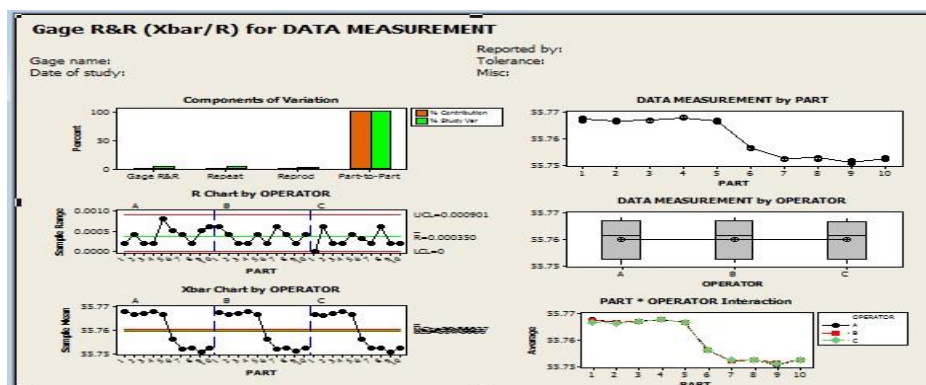 Gage R&R (Xbar/R) for DATA MEASUREMENT
Gage name:
Date of study:
Reported by:
Tolerance:
Misc:
Components of Variation
Percent
100
50
0
Gage R&R Repeat Reprod Part-to-Part
% Contribution
% Study Var
R Chart by OPERATOR
Sample Range
A B C
0.0010
0.0005
0.0000
UCL=0.000901
R=0.000350
LCL=0
PART
Xbar Chart by OPERATOR
Sample Mean
A B C
55.77
55.76
55.75
PART
DATA MEASUREMENT by PART
55.77
55.75
1 2 3 4 5 6 7 8 9 10
PART
DATA MEASUREMENT by OPERATOR
55.77
55.76
55.75
A B C
OPERATOR
PART * OPERATOR Interaction
Average
55.77
55.76
55.75
1 2 3 4 5 6 7 8 9 10
PART
OPERATOR
A
B
C